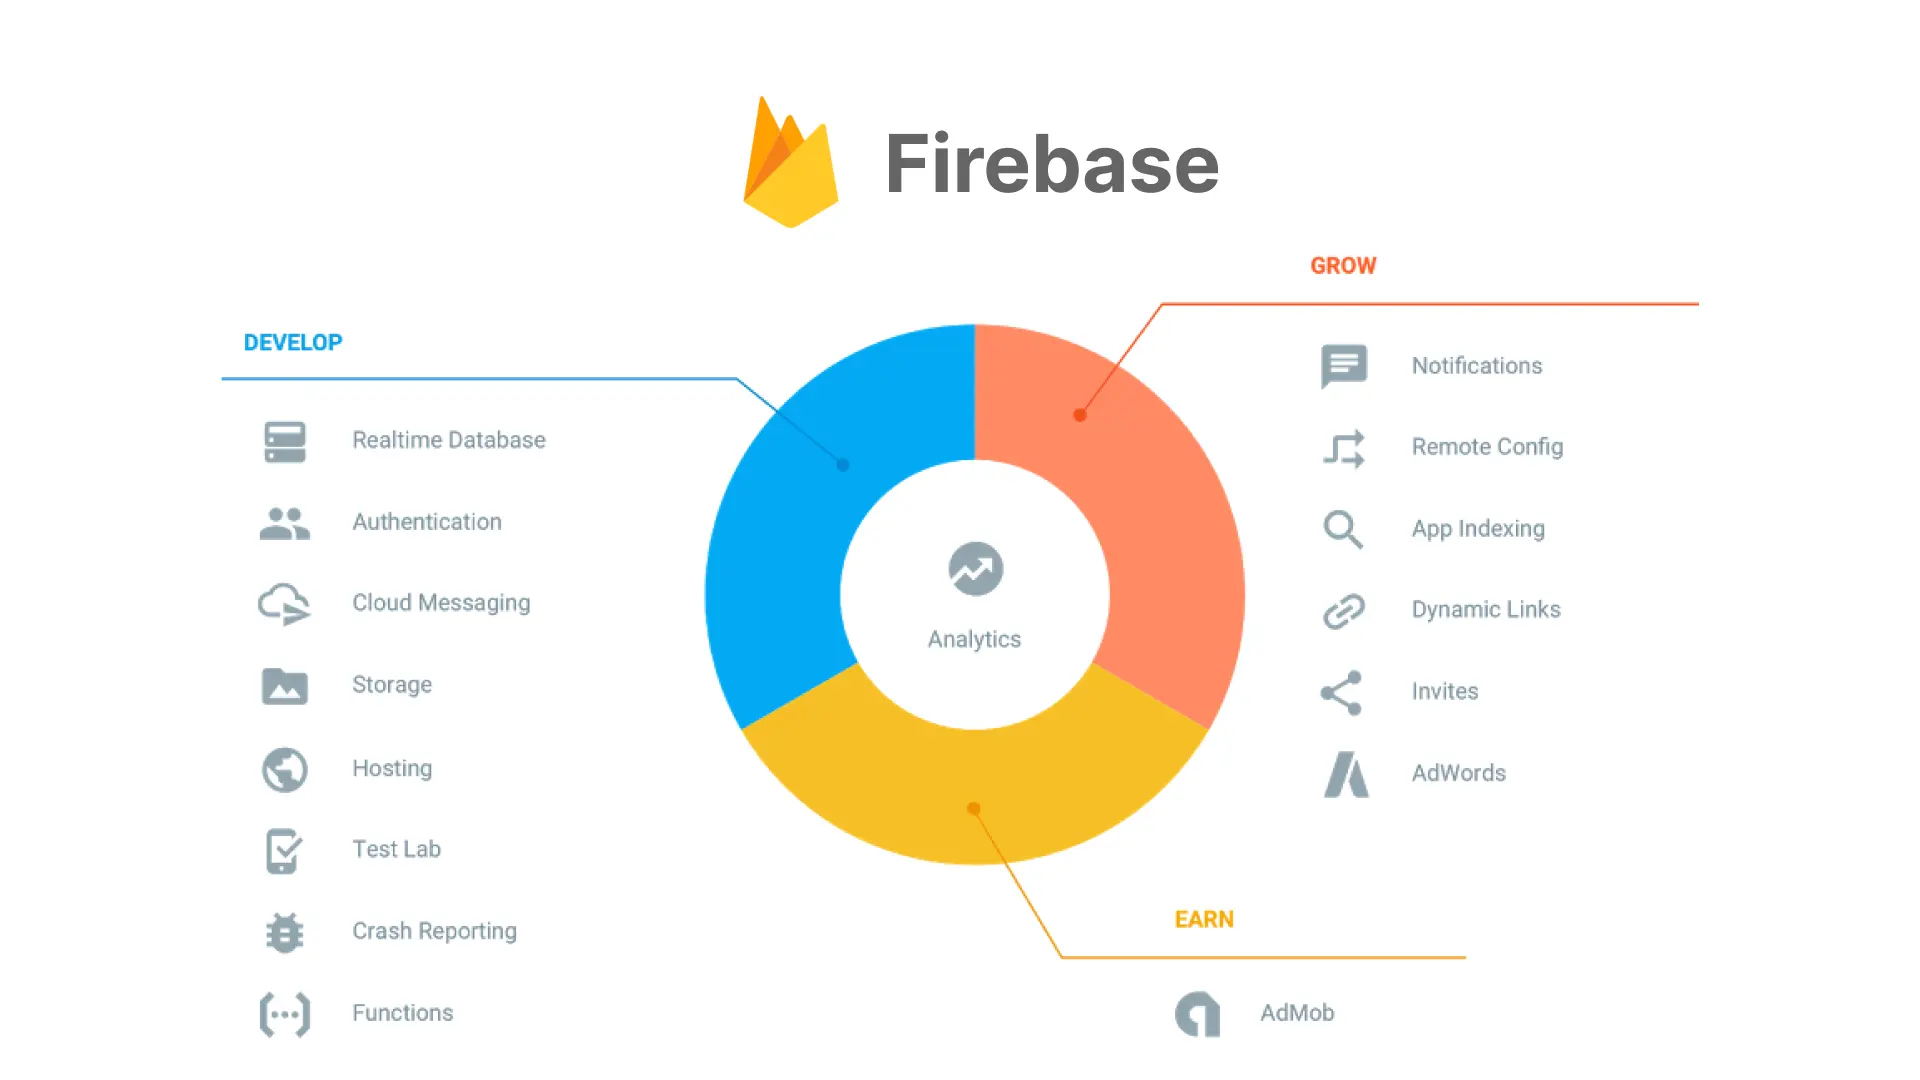 Firebase
DEVELOP
Realtime Database
Authentication
Cloud Messaging
Storage
Hosting
Test Lab
Crash Reporting
Functions
Analytics
GROW
Notifications
Remote Config
App Indexing
Dynamic Links
Invites
AdWords
EARN
AdMob